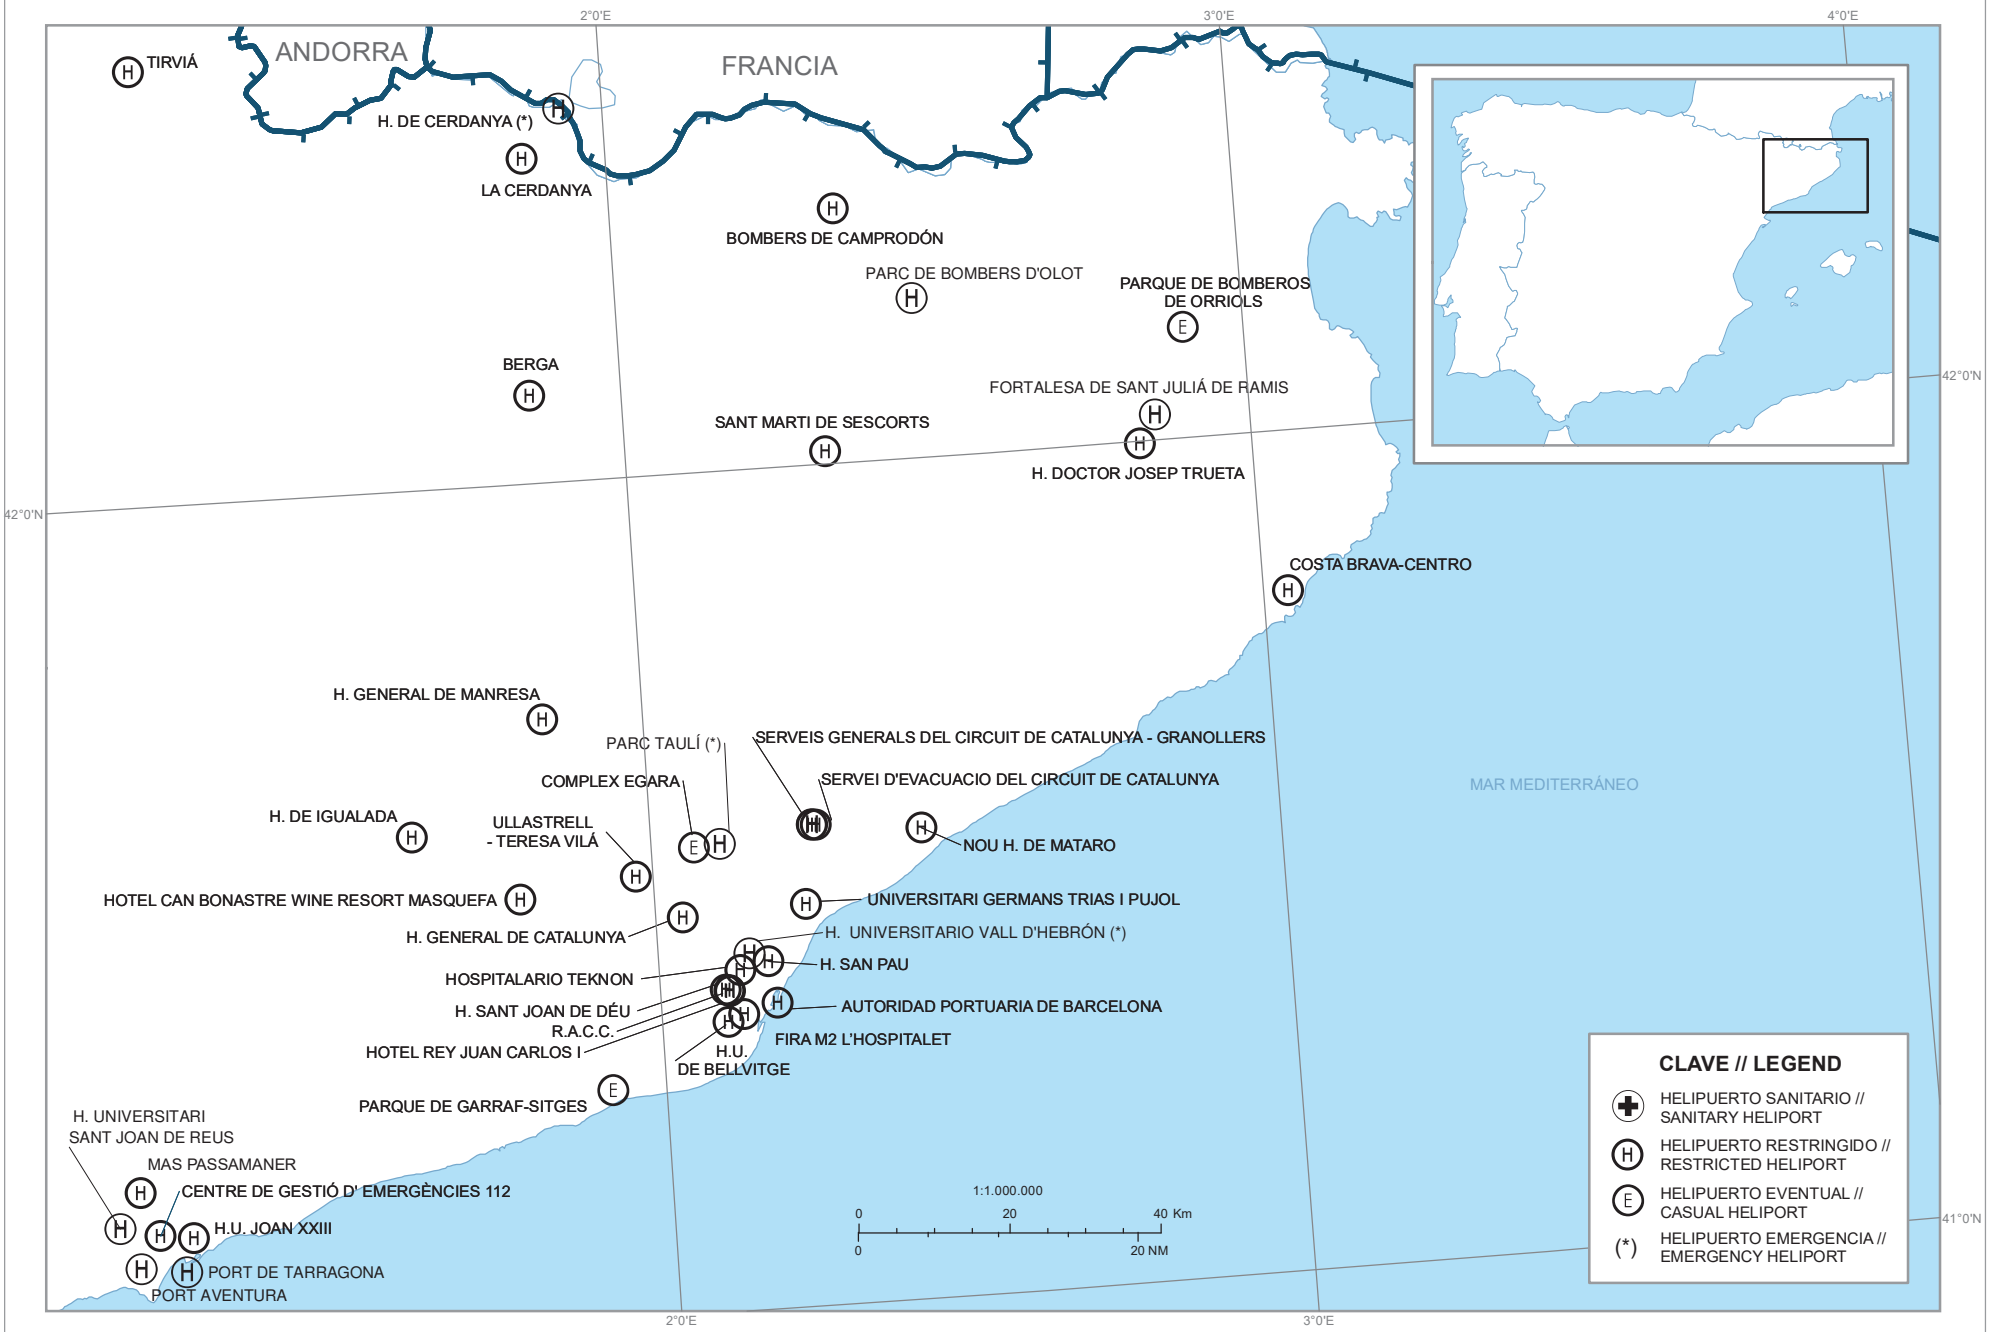 2°0'E
3°0'E
4°0'E
TIRVIÁ
ANDORRA
FRANCIA
H. DE CERDANYA (*)
LA CERDANYA
BOMBERS DE CAMPRODÓN
PARC DE BOMBERS D'OLOT
PARQUE DE BOMBEROS
DE ORRIOLS
E
BERGA
FORTALESA DE SANT JULIÁ DE RAMIS
SANT MARTI DE SESCORTS
H. DOCTOR JOSEP TRUETA
42°0'N
42°0'N
COSTA BRAVA-CENTRO
H. GENERAL DE MANRESA
PARC TAULÍ (*)
SERVEIS GENERALS DEL CIRCUIT DE CATALUNYA - GRANOLLERS
COMPLEX EGARA
SERVEI D'EVACUACIO DEL CIRCUIT DE CATALUNYA
MAR MEDITERRÁNEO
H. DE IGUALADA
ULLASTRELL
- TERESA VILÁ
NOU H. DE MATARO
HOTEL CAN BONASTRE WINE RESORT MASQUEFA
UNIVERSITARI GERMANS TRIAS I PUJOL
H. GENERAL DE CATALUNYA
H. UNIVERSITARIO VALL D'HEBRÓN (*)
H. SAN PAU
HOSPITALARIO TEKNON
H. SANT JOAN DE DÉU
AUTORIDAD PORTUARIA DE BARCELONA
R.A.C.C.
FIRA M2 L'HOSPITALET
HOTEL REY JUAN CARLOS I
H.U.
DE BELLVITGE
PARQUE DE GARRAF-SITGES
H. UNIVERSITARI
SANT JOAN DE REUS
MAS PASSAMANER
CENTRE DE GESTIÓ D' EMERGÈNCIES 112
H.U. JOAN XXIII
PORT DE TARRAGONA
PORT AVENTURA
1:1.000.000
0 20 40 Km
0 20 NM
CLAVE // LEGEND
HELIPUERTO SANITARIO //
SANITARY HELIPORT
H HELIPUERTO RESTRINGIDO //
RESTRICTED HELIPORT
E HELIPUERTO EVENTUAL //
CASUAL HELIPORT
(*) HELIPUERTO EMERGENCIA //
EMERGENCY HELIPORT
41°0'N
2°0'E
3°0'E